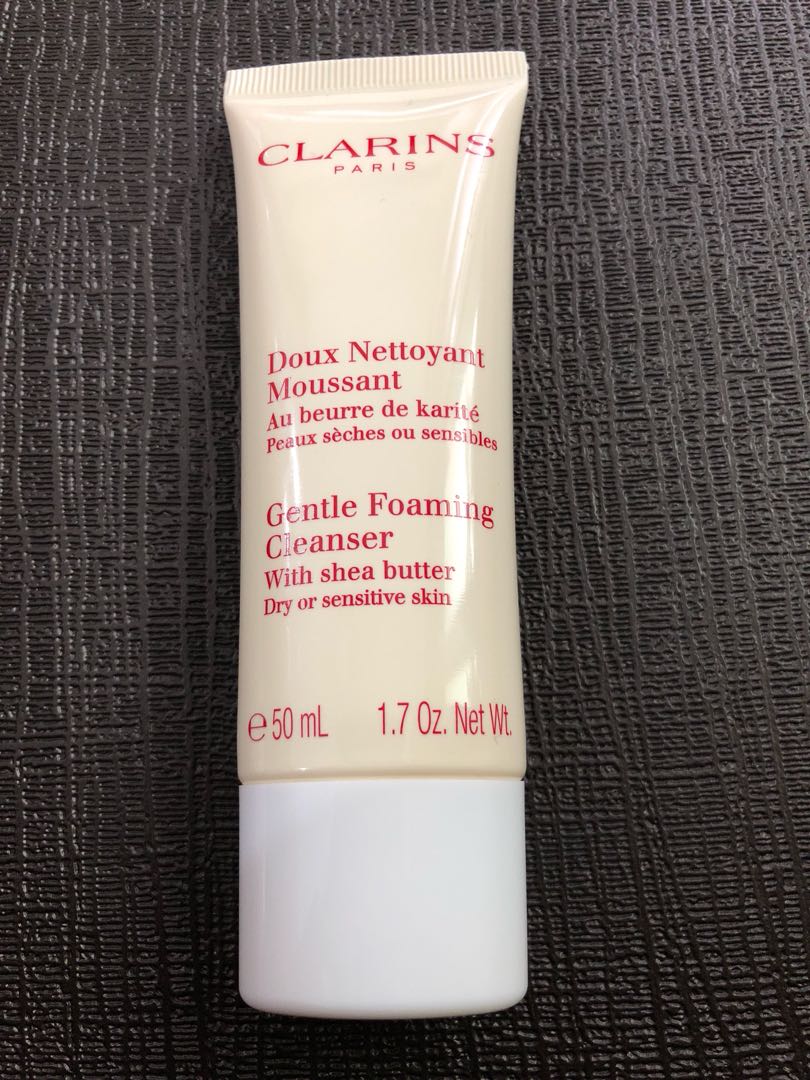 CLARINS
PARIS
Doux Nettoyant
Moussant
Au beurre de karité
Peaux sèches ou sensibles
Gentle Foaming
Cleanser
With shea butter
Dry or sensitive skin
℮ 50 mL 1.7 Oz. Net Wt.